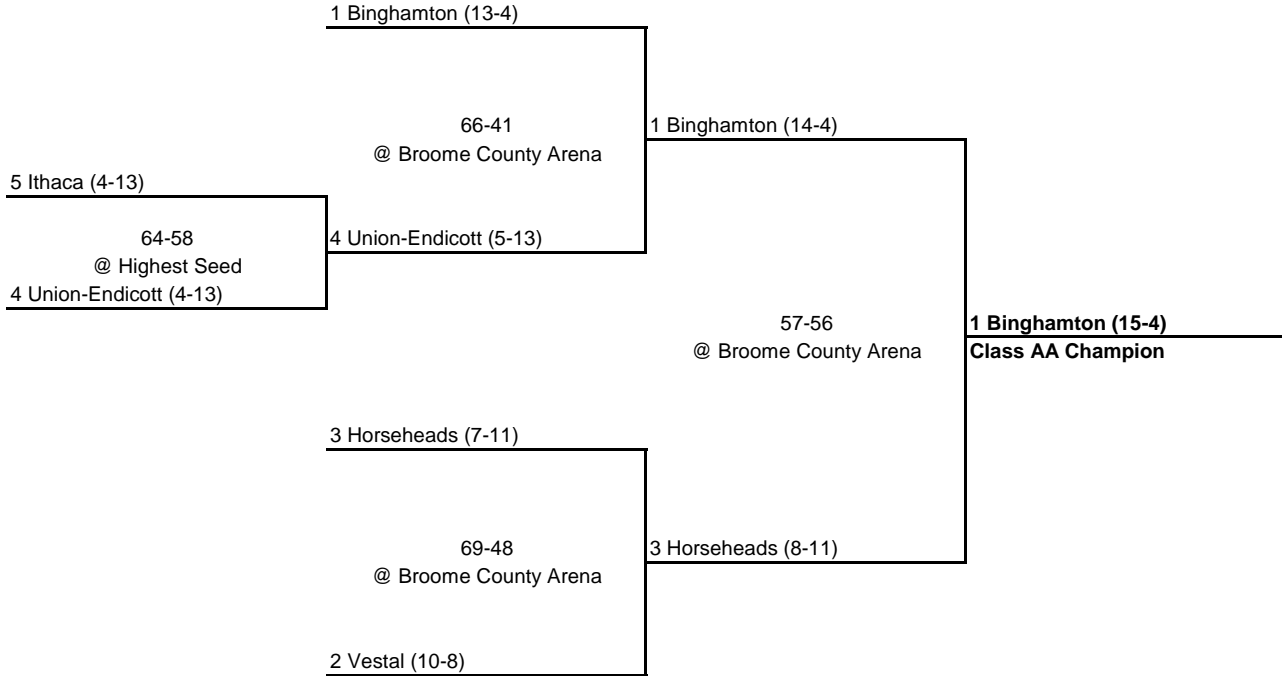 1 Binghamton (13-4)
66-41
@ Broome County Arena
1 Binghamton (14-4)
5 Ithaca (4-13)
64-58
@ Highest Seed
4 Union-Endicott (5-13)
4 Union-Endicott (4-13)
57-56
@ Broome County Arena
1 Binghamton (15-4)
Class AA Champion
3 Horseheads (7-11)
69-48
@ Broome County Arena
3 Horseheads (8-11)
2 Vestal (10-8)